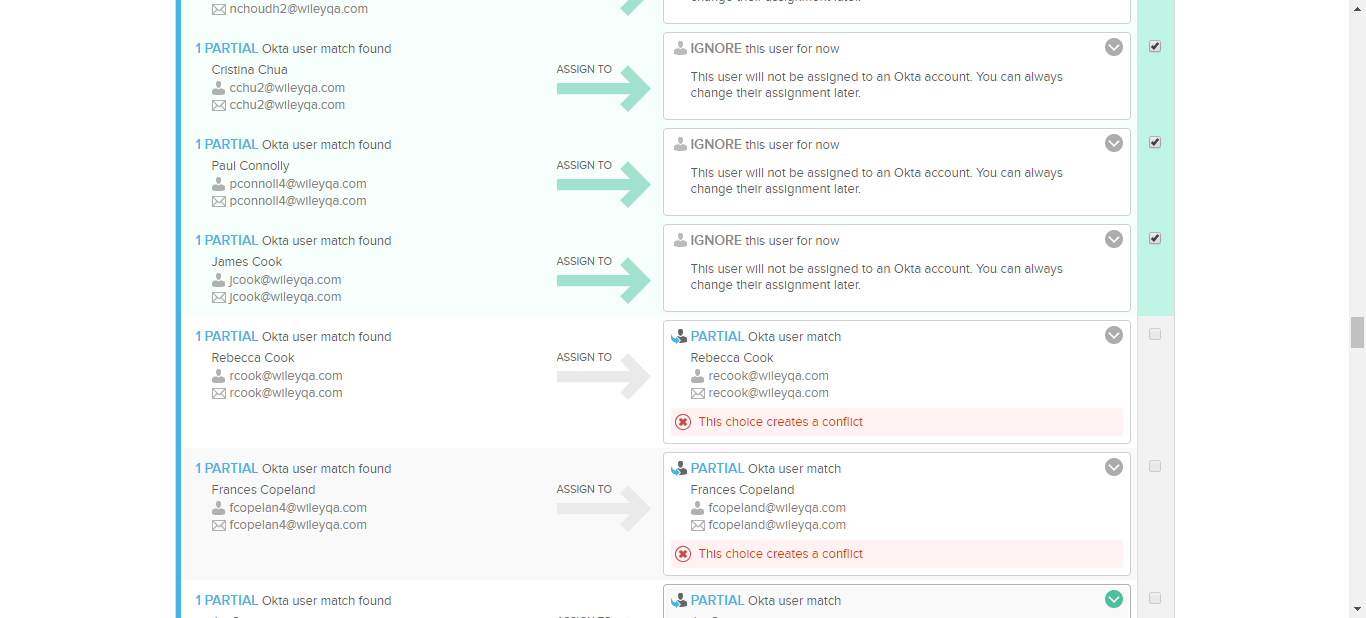 nchoudh2@wileyqa.com
1 PARTIAL Okta user match found
IGNORE this user for now
Cristina Chua
ASSIGN TO
This user will not be assigned to an Okta account. You can always
cchu2@wileyqa.com
change their assignment later.
cchu2@wileyqa.com
1 PARTIAL Okta user match found
IGNORE this user for now
Paul Connolly
ASSIGN TO
This user will not be assigned to an Okta account. You can always
pconnoll4@wileyqa.com
change their assignment later.
pconnoll4@wileyqa.com
1 PARTIAL Okta user match found
IGNORE this user for now
James Cook
ASSIGN TO
This user will not be assigned to an Okta account. You can always
jcook@wileyqa.com
change their assignment later.
jcook@wileyqa.com
1 PARTIAL Okta user match found
PARTIAL Okta user match
Rebecca Cook
ASSIGN TO
Rebecca Cook
rcook@wileyqa.com
recook@wileyqa.com
rcook@wileyqa.com
recook@wileyqa.com
This choice creates a conflict
1 PARTIAL Okta user match found
PARTIAL Okta user match
Frances Copeland
ASSIGN TO
Frances Copeland
fcopelan4@wileyqa.com
fcopeland@wileyqa.com
fcopelan4@wileyqa.com
fcopeland@wileyqa.com
This choice creates a conflict
1 PARTIAL Okta user match found
PARTIAL Okta user match